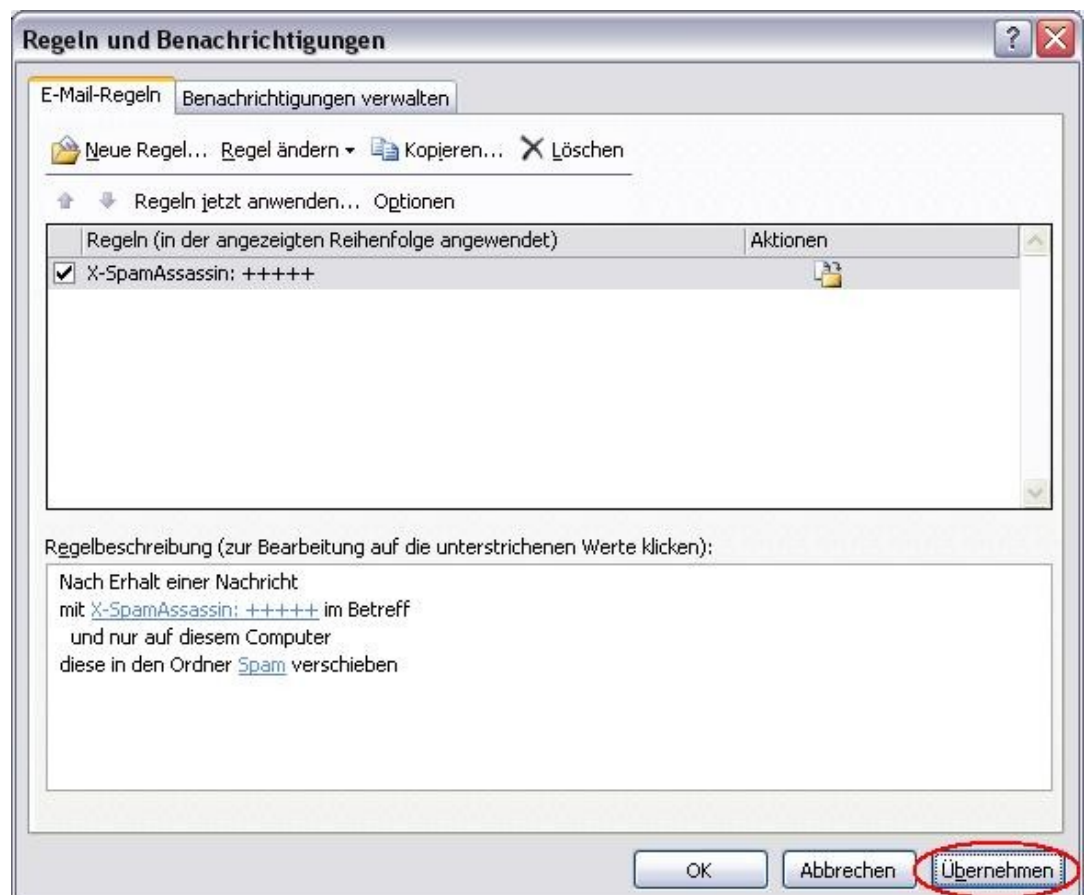 Regeln und Benachrichtigungen
E-Mail-Regeln Benachrichtigungen verwalten
Neue Regel... Regel ändern Kopieren... Löschen
Regeln jetzt anwenden... Optionen
Regeln (in der angezeigten Reihenfolge angewendet) Aktionen
X-SpamAssassin: +++++
Regelbeschreibung (zur Bearbeitung auf die unterstrichenen Werte klicken):
Nach Erhalt einer Nachricht
mit X-SpamAssassin: +++++ im Betreff
und nur auf diesem Computer
diese in den Ordner Spam verschieben
OK Abbrechen Übernehmen